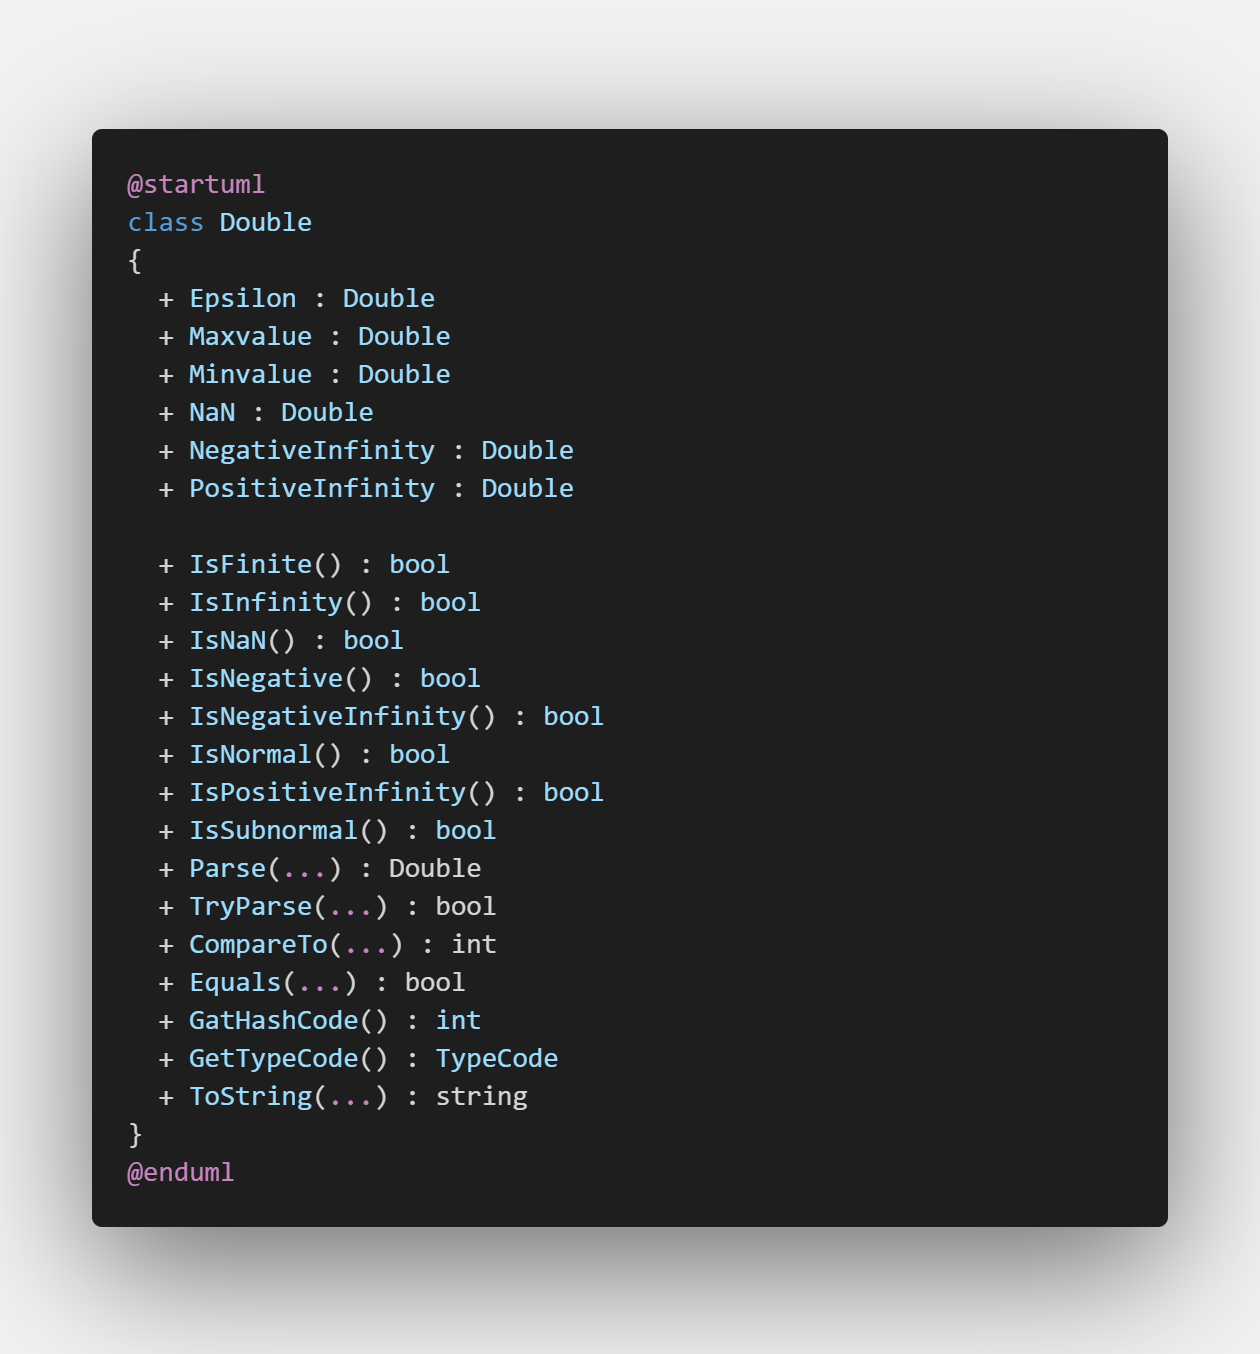 @startuml
class Double
{
  + Epsilon : Double
  + Maxvalue : Double
  + Minvalue : Double
  + NaN : Double
  + NegativeInfinity : Double
  + PositiveInfinity : Double

  + IsFinite() : bool
  + IsInfinity() : bool
  + IsNaN() : bool
  + IsNegative() : bool
  + IsNegativeInfinity() : bool
  + IsNormal() : bool
  + IsPositiveInfinity() : bool
  + IsSubnormal() : bool
  + Parse(...) : Double
  + TryParse(...) : bool
  + CompareTo(...) : int
  + Equals(...) : bool
  + GatHashCode() : int
  + GetTypeCode() : TypeCode
  + ToString(...) : string
}
@enduml